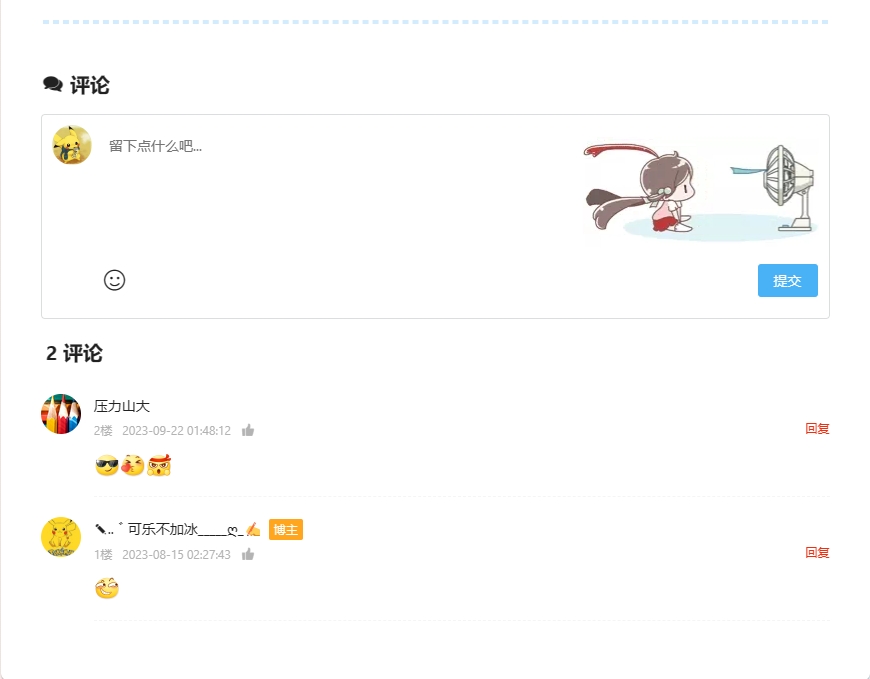 评论
留下点什么吧...
提交
2 评论
压力山大
2楼 2023-09-22 01:48:12
回复
✎﹏ ﾟ可乐不加冰_____ღ_✍ 博主
1楼 2023-08-15 02:27:43
回复